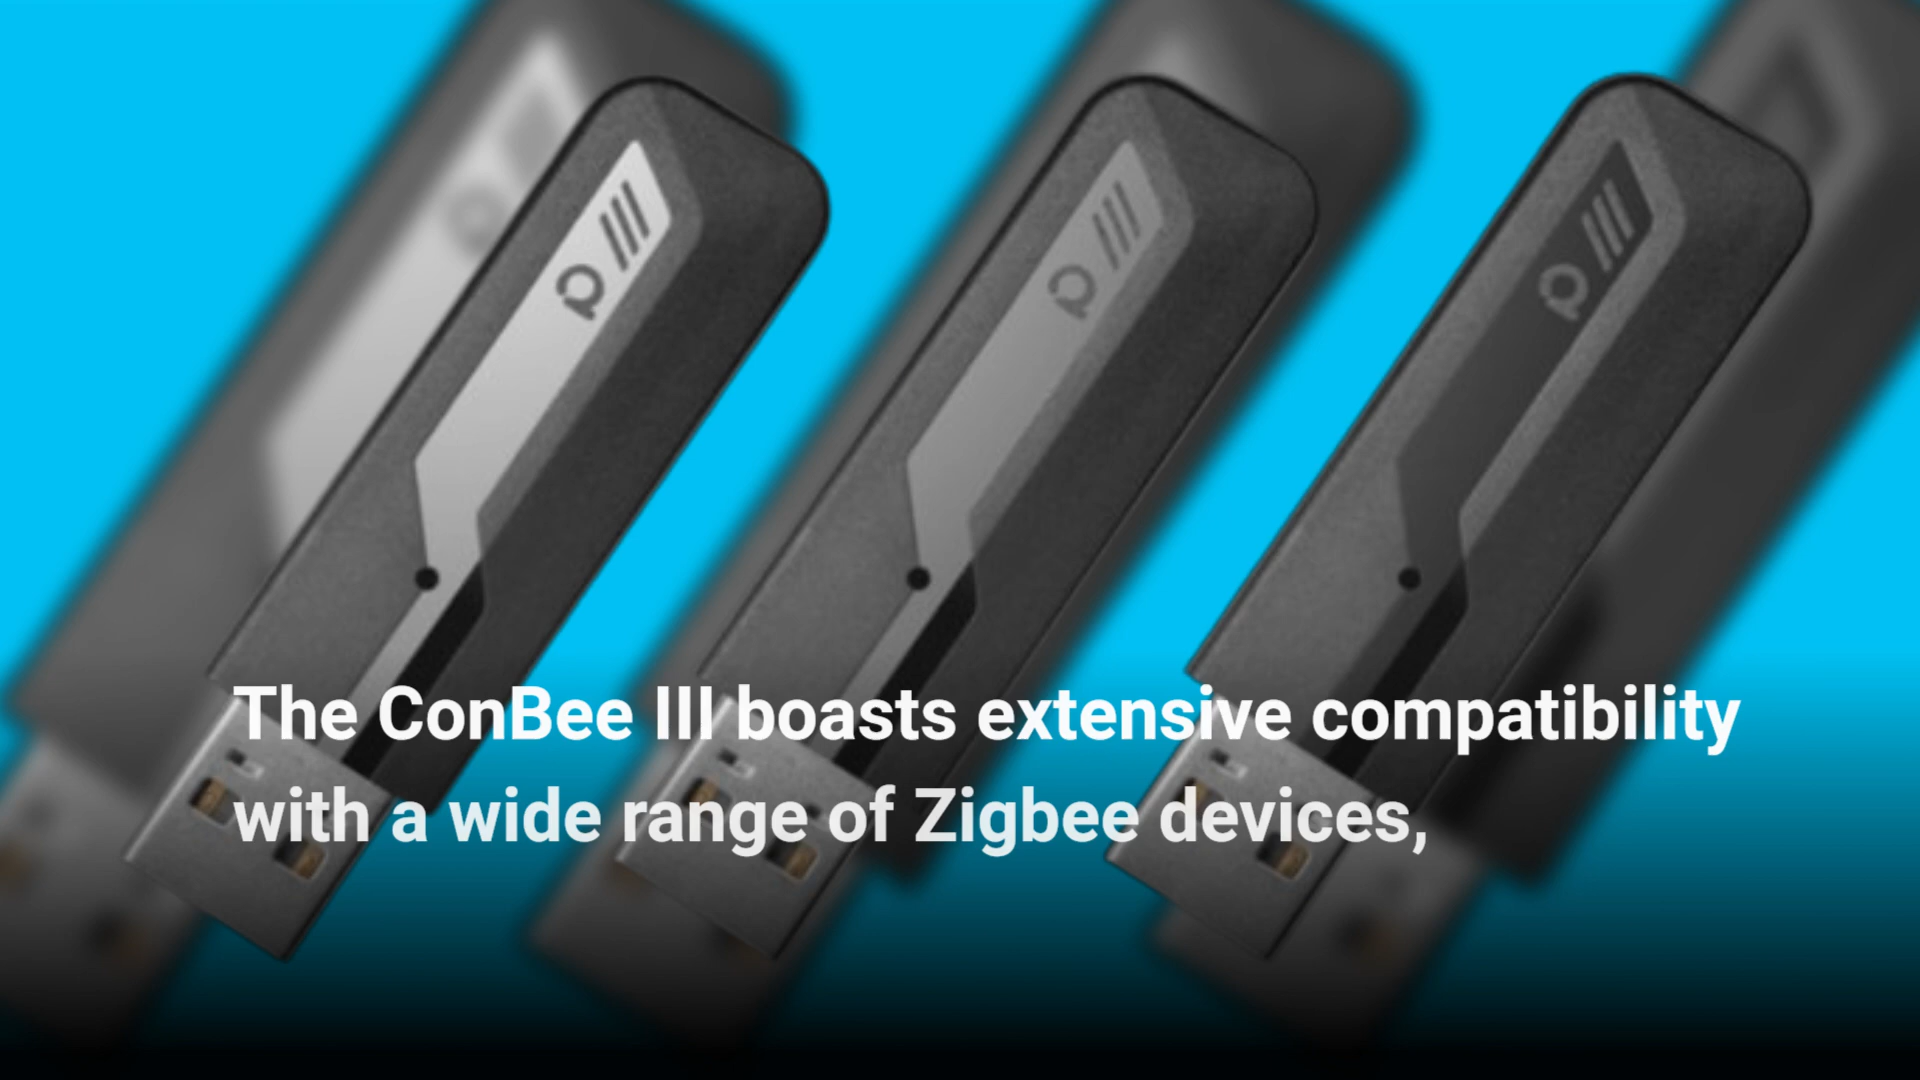 The ConBee III boasts extensive compatibility
with a wide range of Zigbee devices,